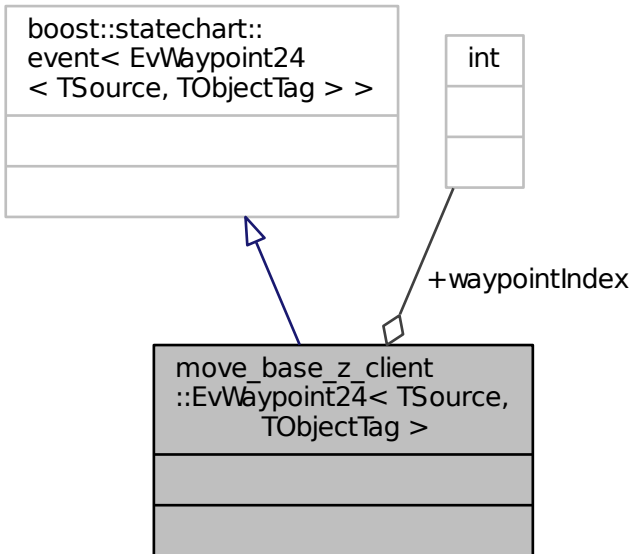 boost::statechart::
event< EvWaypoint24
< TSource, TObjectTag > >
int
+waypointIndex
move_base_z_client
::EvWaypoint24< TSource,
TObjectTag >